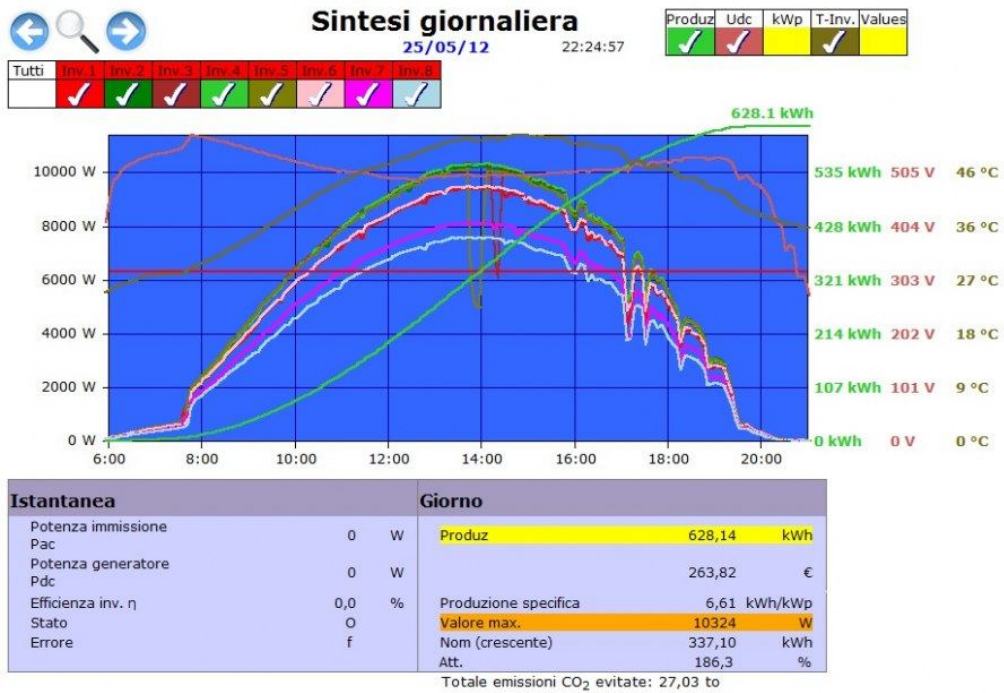 Sintesi giornaliera
25/05/12 22:24:57
Produz Udc kWp T-Inv. Values
Tutti Inv.1 Inv.2 Inv.3 Inv.4 Inv.5 Inv.6 Inv.7 Inv.8
628.1 kWh
10000 W 535 kWh 505 V 46 °C
8000 W 428 kWh 404 V 36 °C
6000 W 321 kWh 303 V 27 °C
4000 W 214 kWh 202 V 18 °C
2000 W 107 kWh 101 V 9 °C
0 W 0 kWh 0 V 0 °C
6:00 8:00 10:00 12:00 14:00 16:00 18:00 20:00
Istantanea
Potenza immissione
Pac 0 W
Potenza generatore
Pdc 0 W
Efficienza inv. η 0,0 %
Stato O
Errore f
Giorno
Produz 628,14 kWh
263,82 €
Produzione specifica 6,61 kWh/kWp
Valore max. 10324 W
Nom (crescente) 337,10 kWh
Att. 186,3 %
Totale emissioni CO₂ evitate: 27,03 to